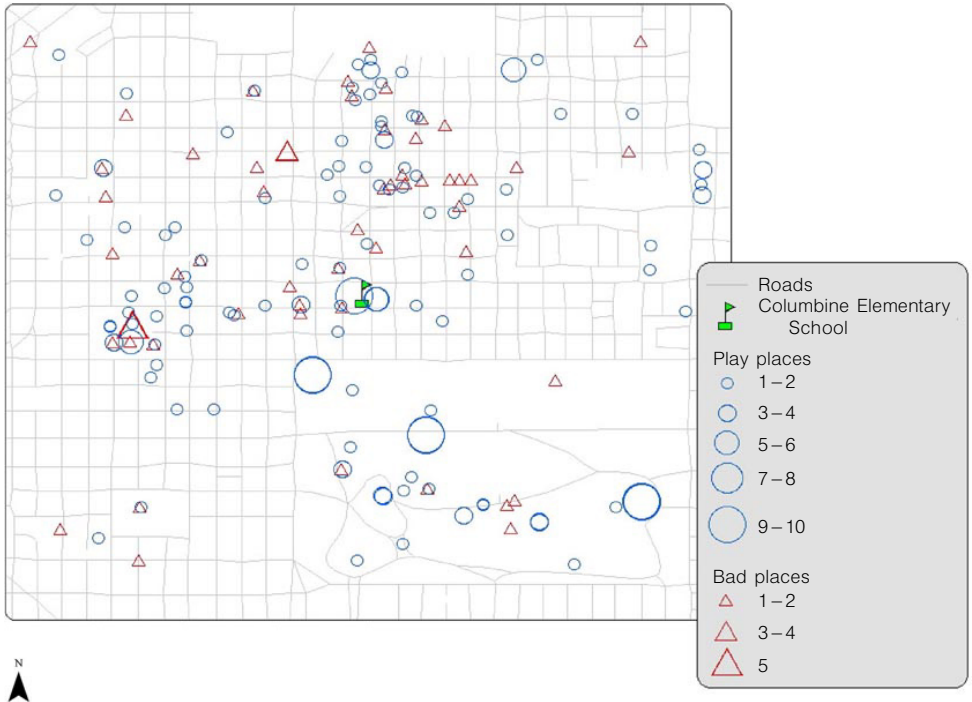 Roads
Columbine Elementary
School
Play places
1–2
3–4
5–6
7–8
9–10
Bad places
1–2
3–4
5
N